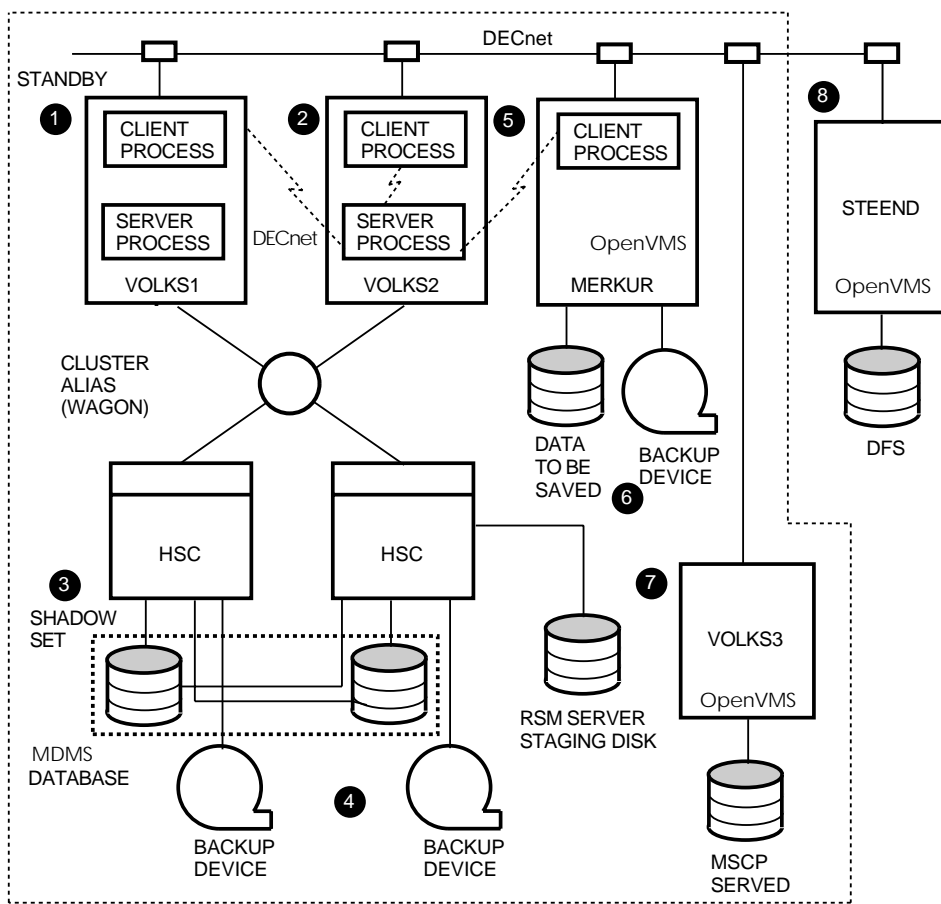 DECnet
STANDBY
1
CLIENT
PROCESS
SERVER
PROCESS
VOLKS1
2
CLIENT
PROCESS
SERVER
PROCESS
VOLKS2
DECnet
5
CLIENT
PROCESS
OpenVMS
MERKUR
8
STEEND
OpenVMS
DFS
CLUSTER
ALIAS
(WAGON)
DATA
TO BE
SAVED
BACKUP
DEVICE
6
HSC
HSC
3
SHADOW
SET
7
VOLKS3
OpenVMS
RSM SERVER
STAGING DISK
MDMS
DATABASE
4
BACKUP
DEVICE
BACKUP
DEVICE
MSCP
SERVED